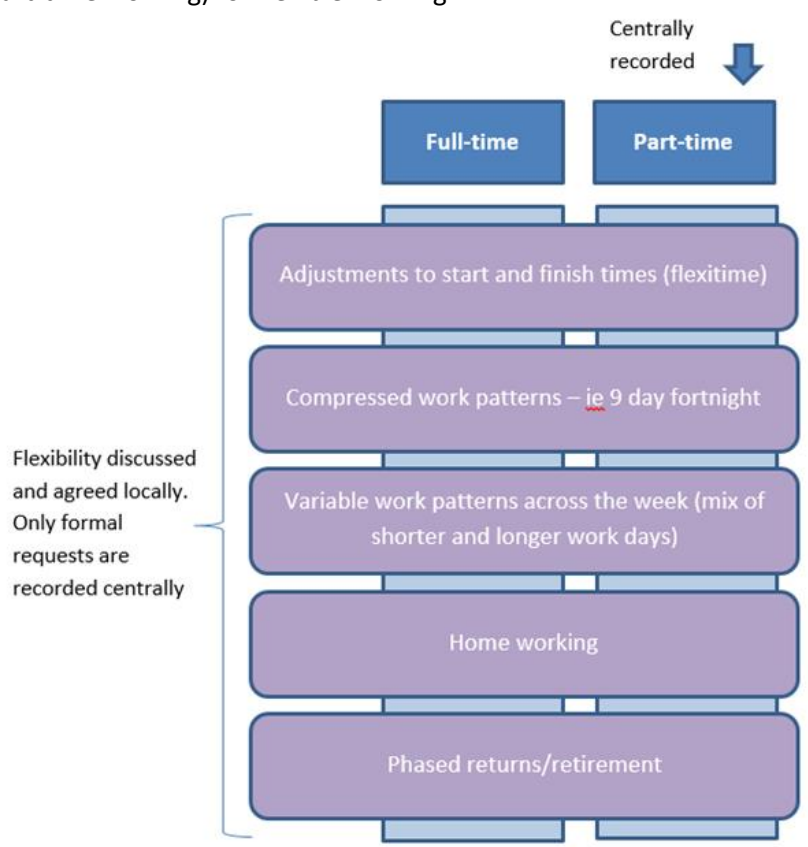 Centrally
recorded
Full-time
Part-time
Adjustments to start and finish times (flexitime)
Compressed work patterns – ie 9 day fortnight
Flexibility discussed
and agreed locally.
Only formal
requests are
recorded centrally
Variable work patterns across the week (mix of
shorter and longer work days)
Home working
Phased returns/retirement